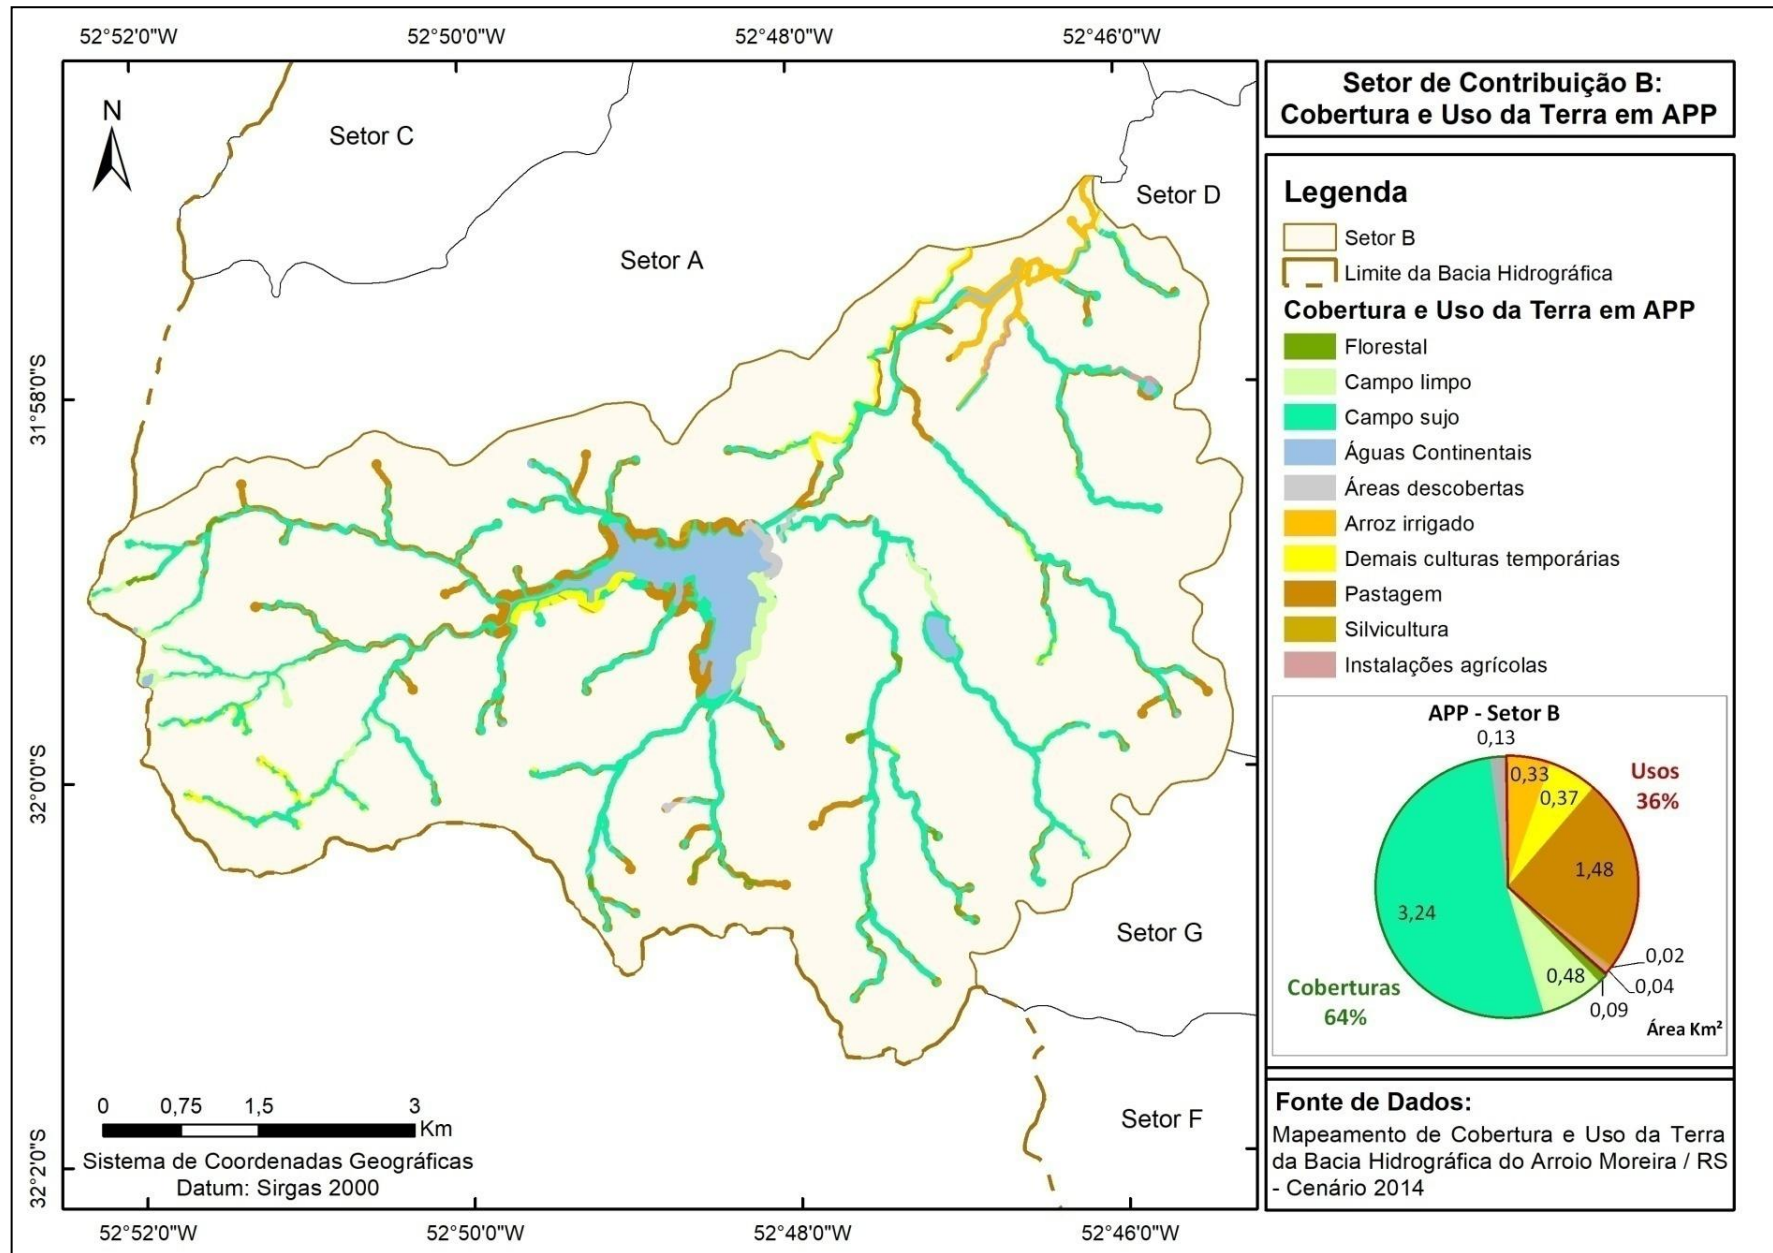 52°52'0"W
52°50'0"W
52°48'0"W
52°46'0"W
Setor de Contribuição B:
Cobertura e Uso da Terra em APP
N
Setor C
Setor D
Setor A
Setor G
Setor F
31°58'0"S
32°0'0"S
32°2'0"S
Legenda
Setor B
Limite da Bacia Hidrográfica
Cobertura e Uso da Terra em APP
Florestal
Campo limpo
Campo sujo
Águas Continentais
Áreas descobertas
Arroz irrigado
Demais culturas temporárias
Pastagem
Silvicultura
Instalações agrícolas
APP - Setor B
0,13
0,33
0,37
Usos
36%
1,48
3,24
0,02
0,48
0,04
0,09
Coberturas
64%
Área Km²
0 0,75 1,5 3
Km
Sistema de Coordenadas Geográficas
Datum: Sirgas 2000
Fonte de Dados:
Mapeamento de Cobertura e Uso da Terra
da Bacia Hidrográfica do Arroio Moreira / RS
- Cenário 2014
52°52'0"W
52°50'0"W
52°48'0"W
52°46'0"W